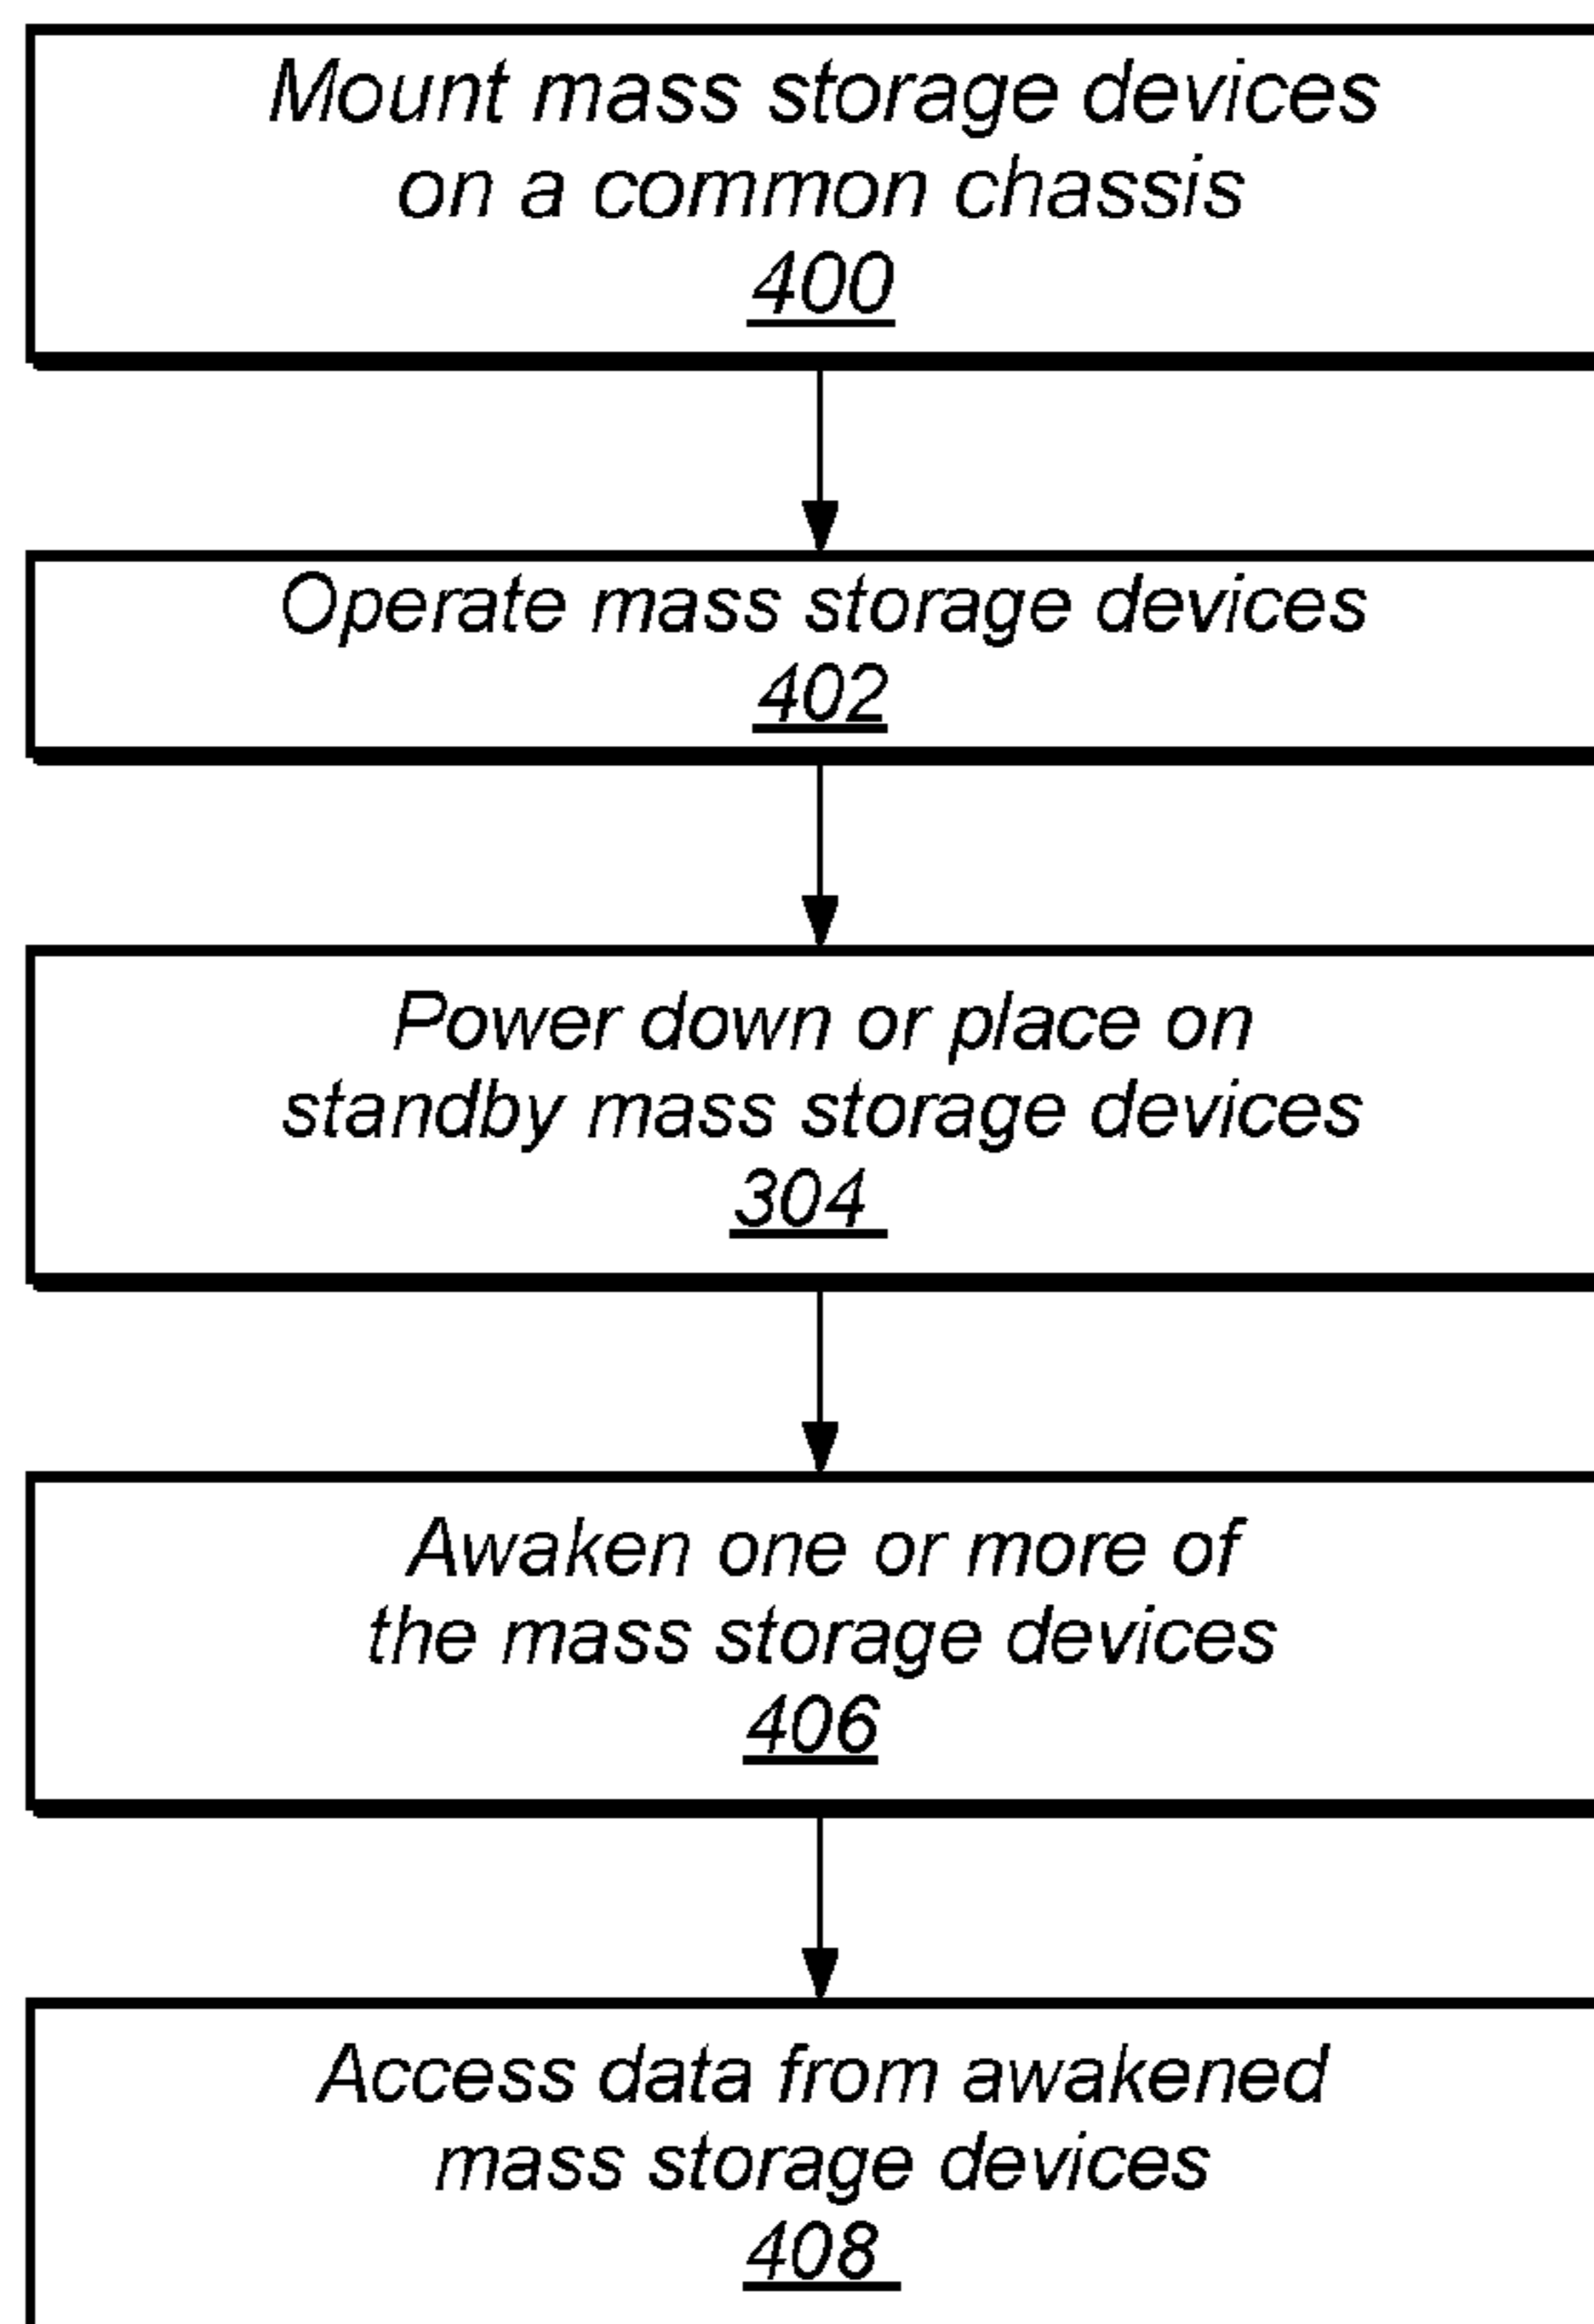 Mount mass storage devices
on a common chassis
400
Operate mass storage devices
402
Power down or place on
standby mass storage devices
304
Awaken one or more of
the mass storage devices
406
Access data from awakened
mass storage devices
408